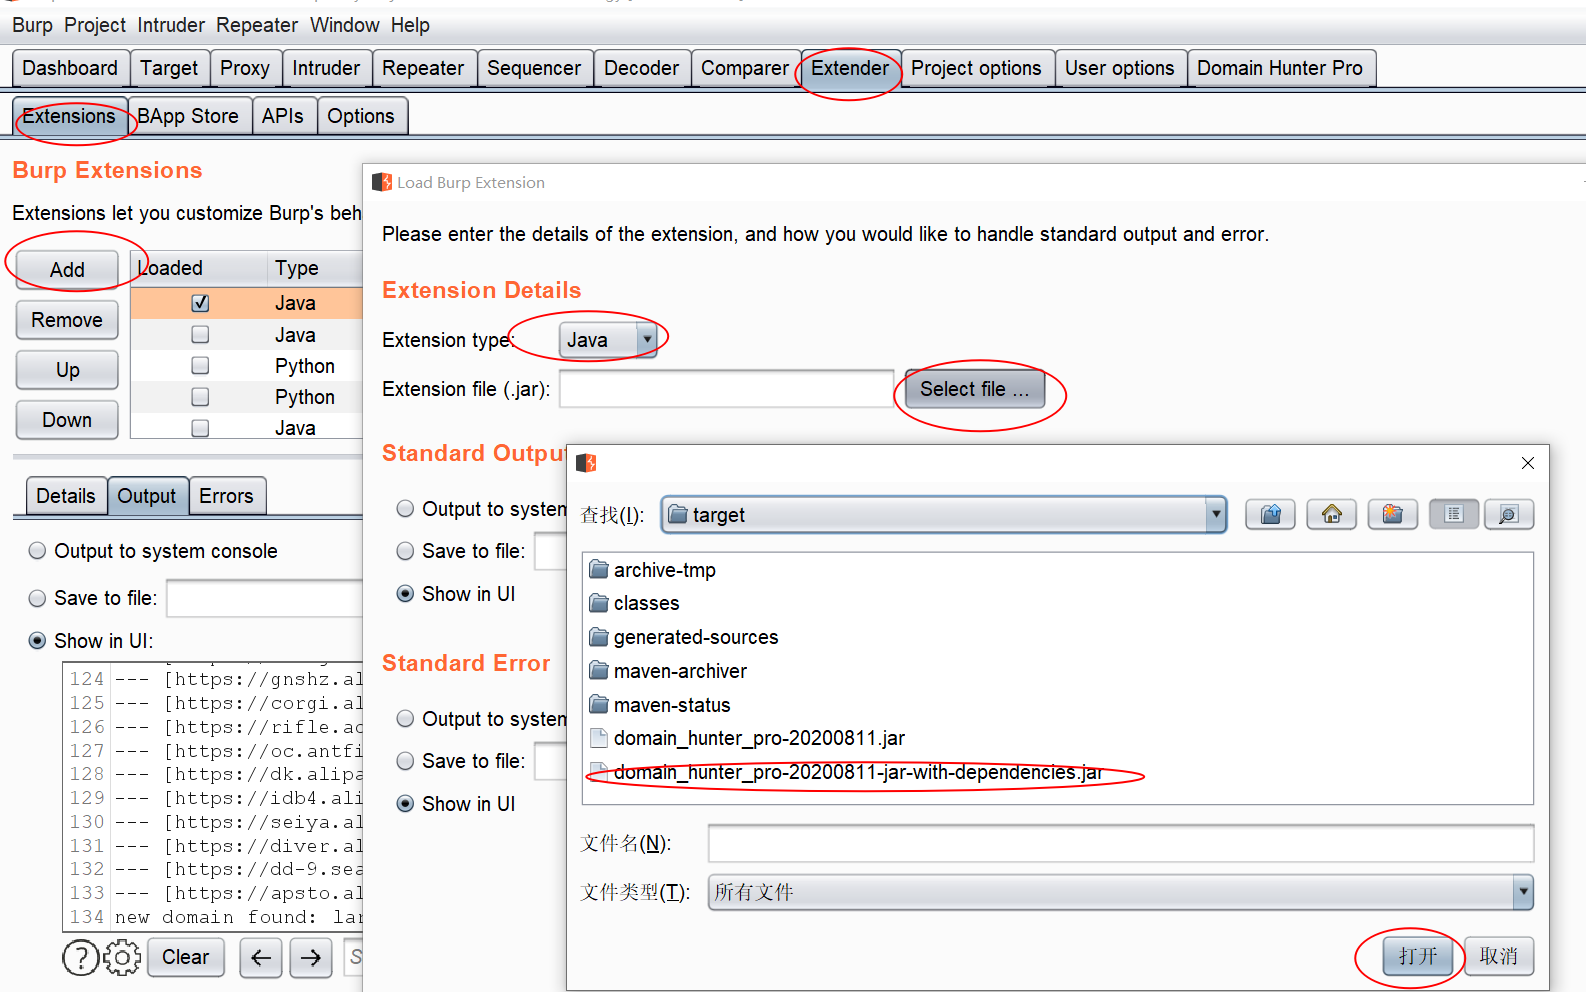 Burp Project Intruder Repeater Window Help
Dashboard Target Proxy Intruder Repeater Sequencer Decoder Comparer Extender Project options User options Domain Hunter Pro
Extensions BApp Store APIs Options
Burp Extensions
Extensions let you customize Burp's beh
Add
Remove
Up
Down
Loaded Type
Java
Java
Python
Python
Java
Details Output Errors
Output to system console
Save to file:
Show in UI:
124 --- [https://gnshz.al
125 --- [https://corgi.al
126 --- [https://rifle.ac
127 --- [https://oc.antfi
128 --- [https://dk.alipa
129 --- [https://idb4.ali
130 --- [https://seiya.al
131 --- [https://diver.al
132 --- [https://dd-9.sea
133 --- [https://apsto.al
134 new domain found: lar
? Clear ← → S
Load Burp Extension
Please enter the details of the extension, and how you would like to handle standard output and error.
Extension Details
Extension type: Java
Extension file (.jar): Select file ...
Standard Outpu
Output to system
Save to file:
Show in UI
Standard Error
Output to system
Save to file:
Show in UI
查找(I): target
archive-tmp
classes
generated-sources
maven-archiver
maven-status
domain_hunter_pro-20200811.jar
domain_hunter_pro-20200811-jar-with-dependencies.jar
文件名(N):
文件类型(T): 所有文件
打开 取消